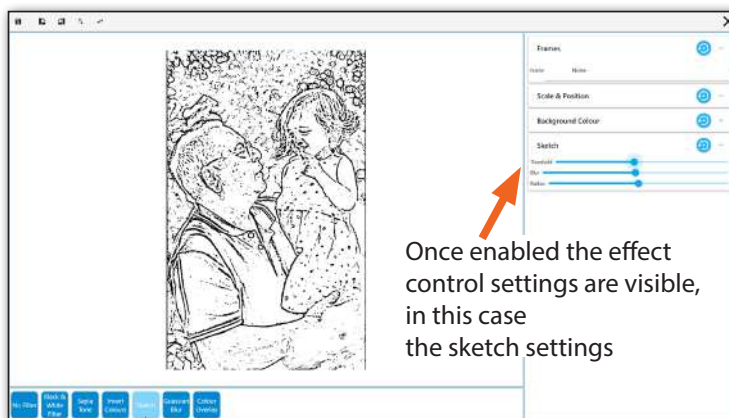 Frames
Scale & Position
Background Colour
Sketch
Threshold
Blur
Radius
Once enabled the effect
control settings are visible,
in this case
the sketch settings
No Filter
Black &
White
Filter
Sepia
Tone
Invert
Colours
Sketch
Gaussian
Blur
Colour
Overlay